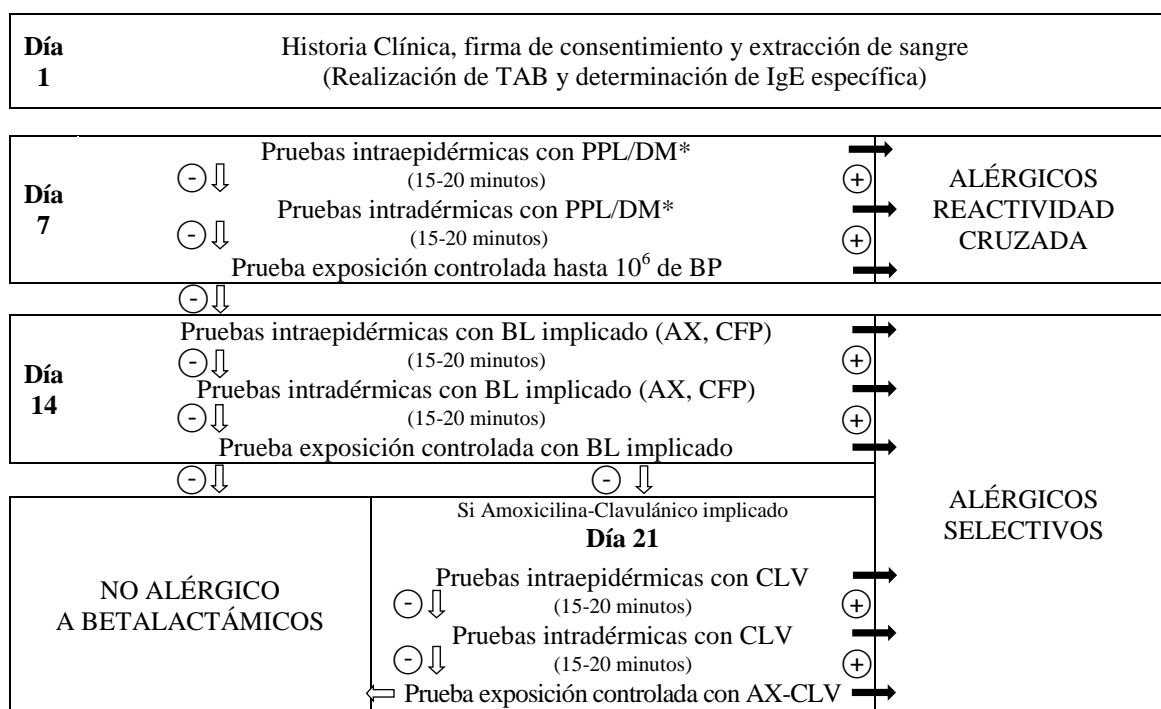 Día
1
Historia Clínica, firma de consentimiento y extracción de sangre
(Realización de TAB y determinación de IgE específica)
Día
7
Pruebas intraepidérmicas con PPL/DM*
- (15-20 minutos) +
Pruebas intradérmicas con PPL/DM*
- (15-20 minutos) +
Prueba exposición controlada hasta 10⁶ de BP
-
ALÉRGICOS
REACTIVIDAD
CRUZADA
Día
14
Pruebas intraepidérmicas con BL implicado (AX, CFP)
- (15-20 minutos) +
Pruebas intradérmicas con BL implicado (AX, CFP)
- (15-20 minutos) +
Prueba exposición controlada con BL implicado
- -
NO ALÉRGICO
A BETALACTÁMICOS
Si Amoxicilina-Clavulánico implicado
Día 21
Pruebas intraepidérmicas con CLV
- (15-20 minutos) +
Pruebas intradérmicas con CLV
- (15-20 minutos) +
Prueba exposición controlada con AX-CLV
ALÉRGICOS
SELECTIVOS